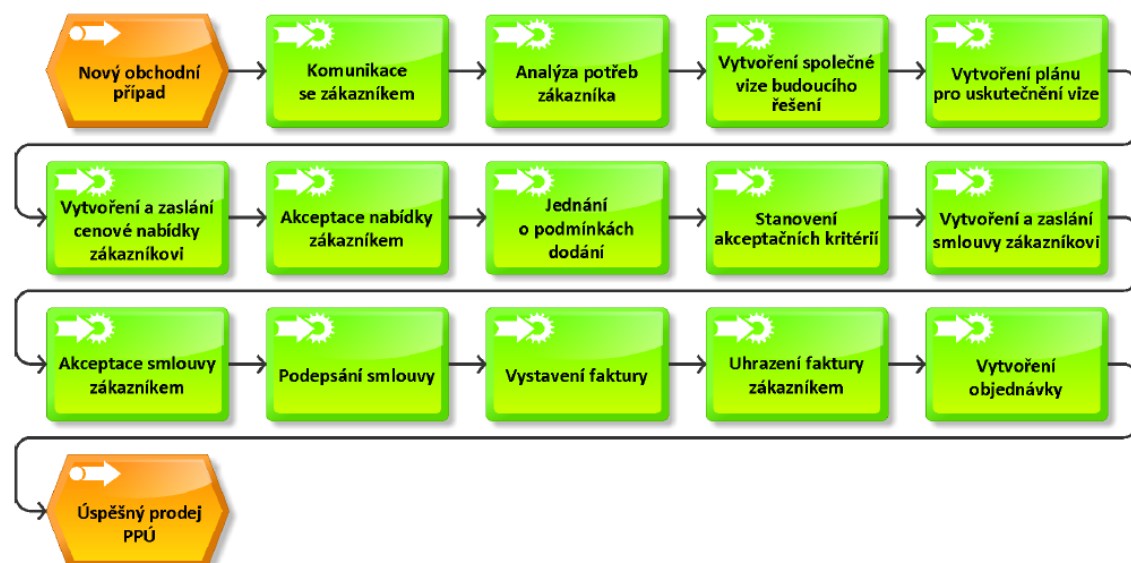 Nový obchodní
případ
Komunikace
se zákazníkem
Analýza potřeb
zákazníka
Vytvoření společné
vize budoucího
řešení
Vytvoření plánu
pro uskutečnění vize
Vytvoření a zaslání
cenové nabídky
zákazníkovi
Akceptace nabídky
zákazníkem
Jednání
o podmínkách
dodání
Stanovení
akceptačních kritérií
Vytvoření a zaslání
smlouvy zákazníkovi
Akceptace smlouvy
zákazníkem
Podepsání smlouvy
Vystavení faktury
Uhrazení faktury
zákazníkem
Vytvoření
objednávky
Úspěšný prodej
PPÚ